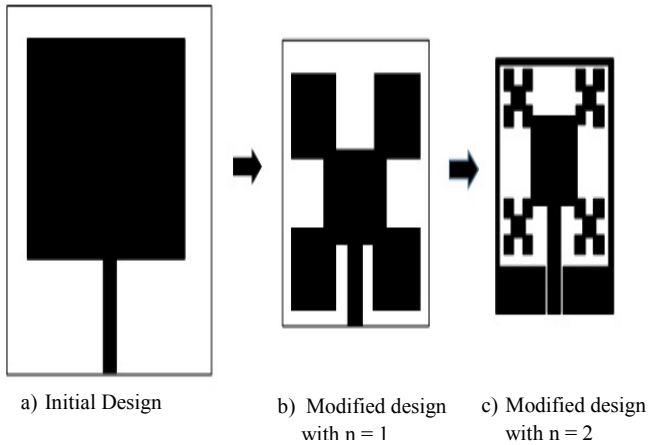 a) Initial Design
b) Modified design
with n = 1
c) Modified design
with n = 2